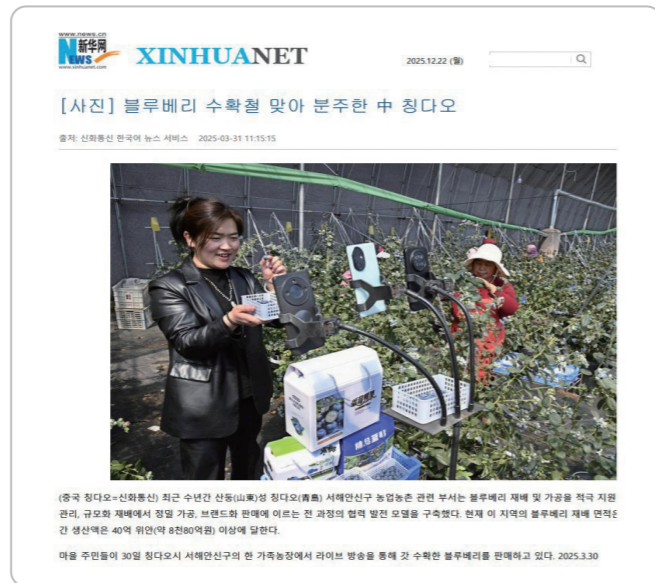 www.news.cn
新华网
NEWS
www.xinhuanet.com
XINHUANET
2025.12.22 (월)
[사진] 블루베리 수확철 맞아 분주한 中 칭다오
출처: 신화통신 한국어 뉴스 서비스 2025-03-31 11:15:15
(중국 칭다오=신화통신) 최근 수년간 산둥(山東)성 칭다오(青島) 서해안신구 농업농촌 관련 부서는 블루베리 재배 및 가공을 적극 지원
관리, 규모화 재배에서 정밀 가공, 브랜드화 판매에 이르는 전 과정의 협력 발전 모델을 구축했다. 현재 이 지역의 블루베리 재배 면적은
간 생산액은 40억 위안(약 8천80억원) 이상에 달한다.
마을 주민들이 30일 칭다오시 서해안신구의 한 가족농장에서 라이브 방송을 통해 갓 수확한 블루베리를 판매하고 있다. 2025.3.30